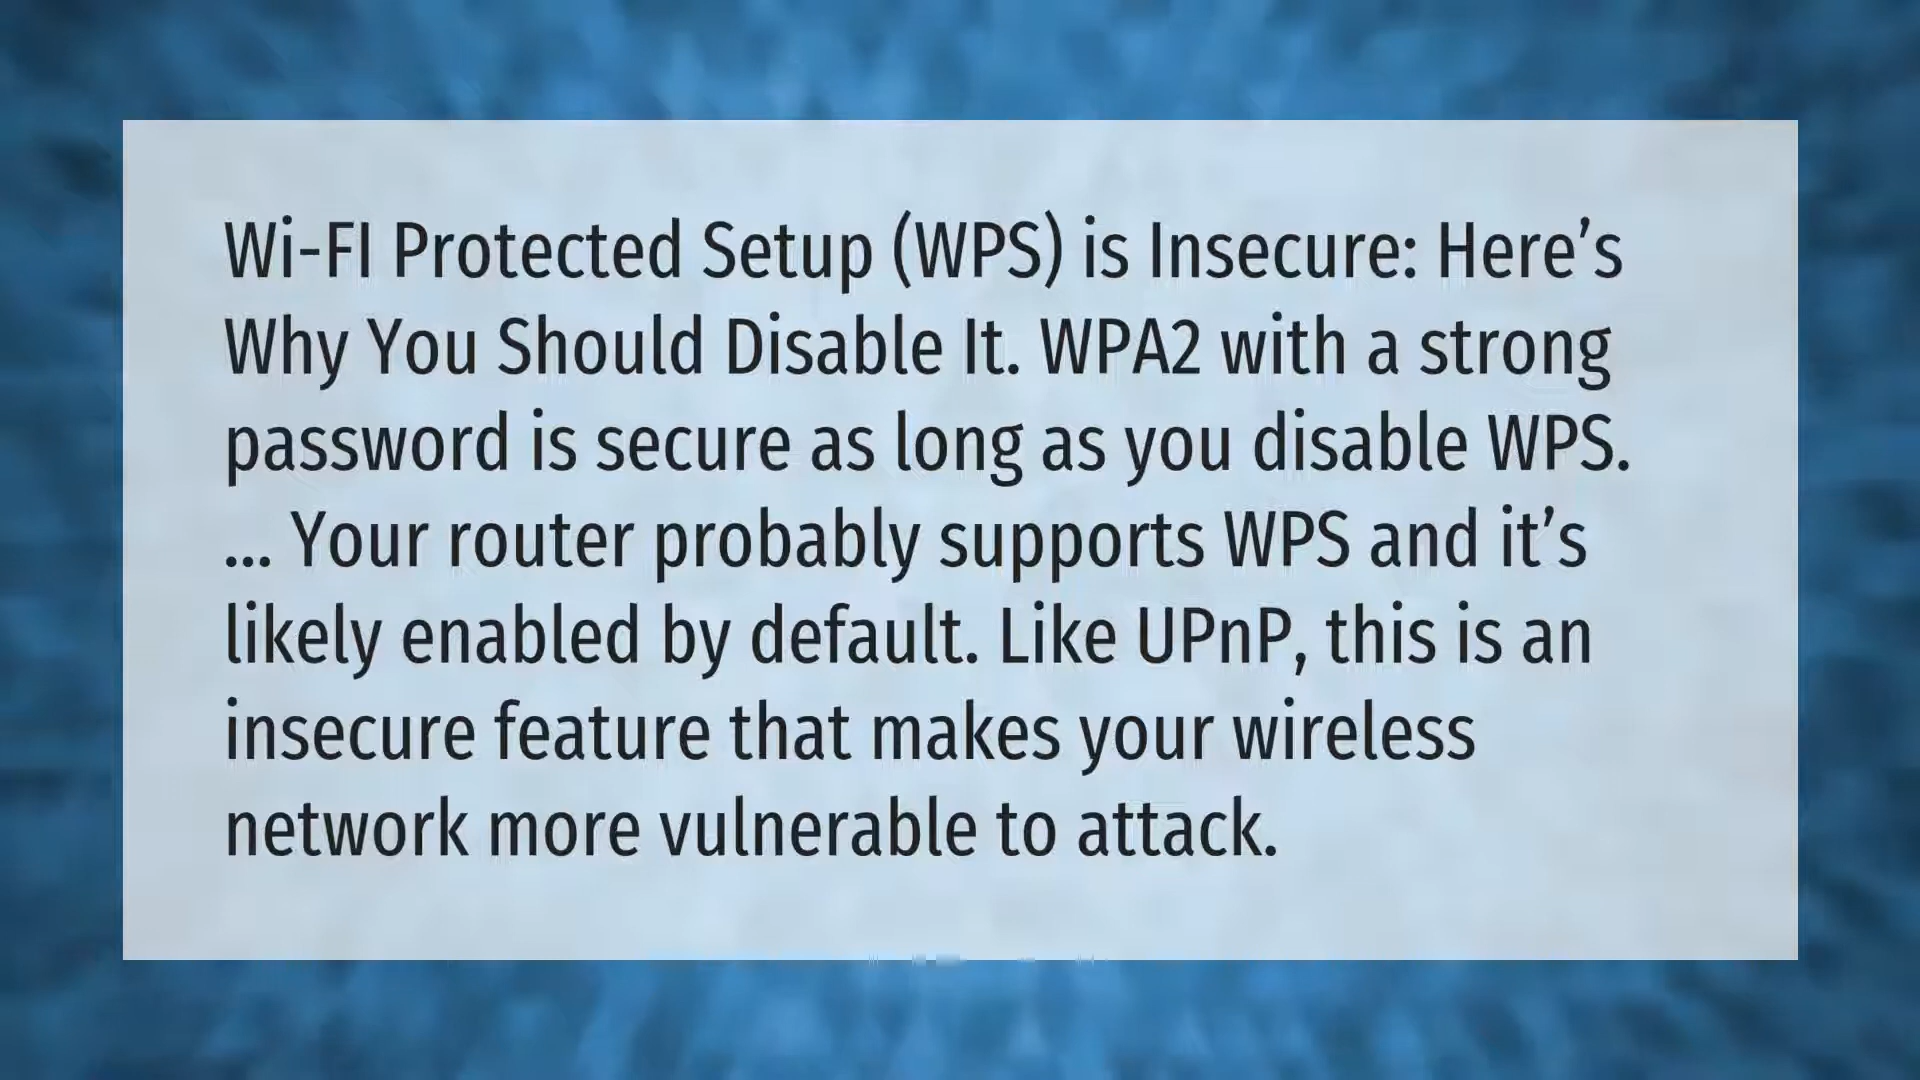 Wi-FI Protected Setup (WPS) is Insecure: Here’s
Why You Should Disable It. WPA2 with a strong
password is secure as long as you disable WPS.
... Your router probably supports WPS and it’s
likely enabled by default. Like UPnP, this is an
insecure feature that makes your wireless
network more vulnerable to attack.